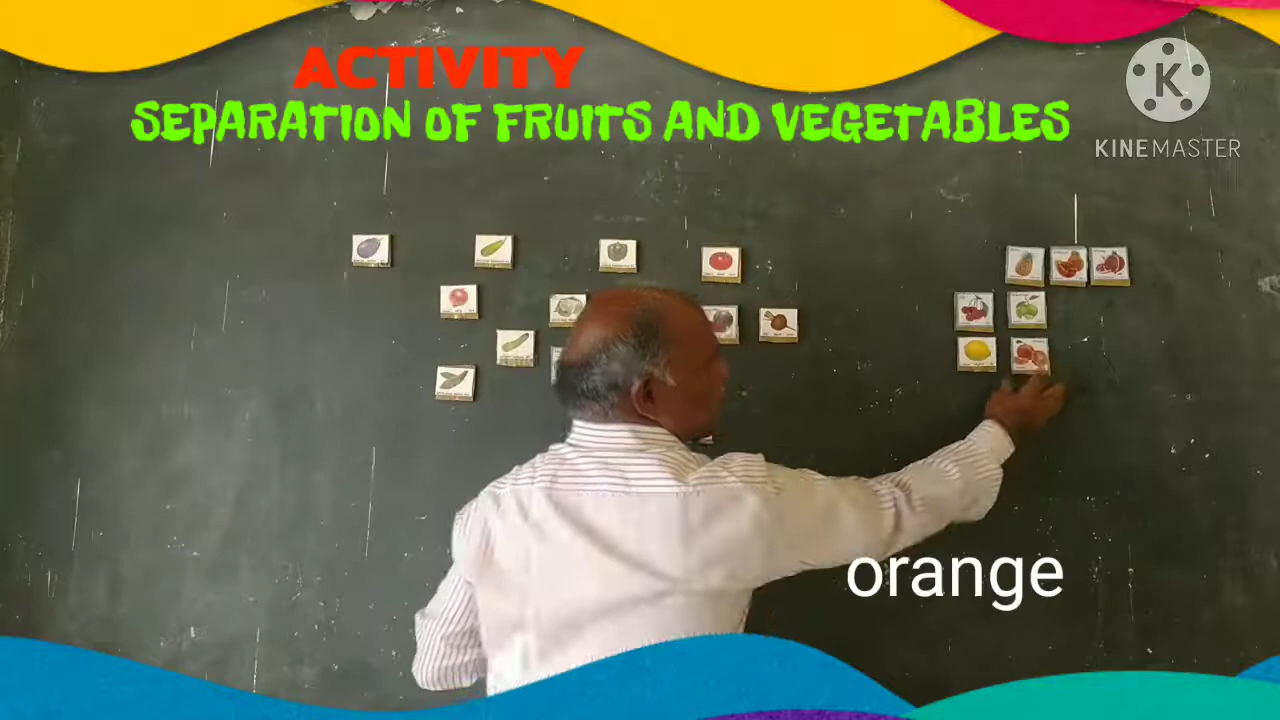 ACTIVITY
SEPARATION OF FRUITS AND VEGETABLES
KINEMASTER
orange